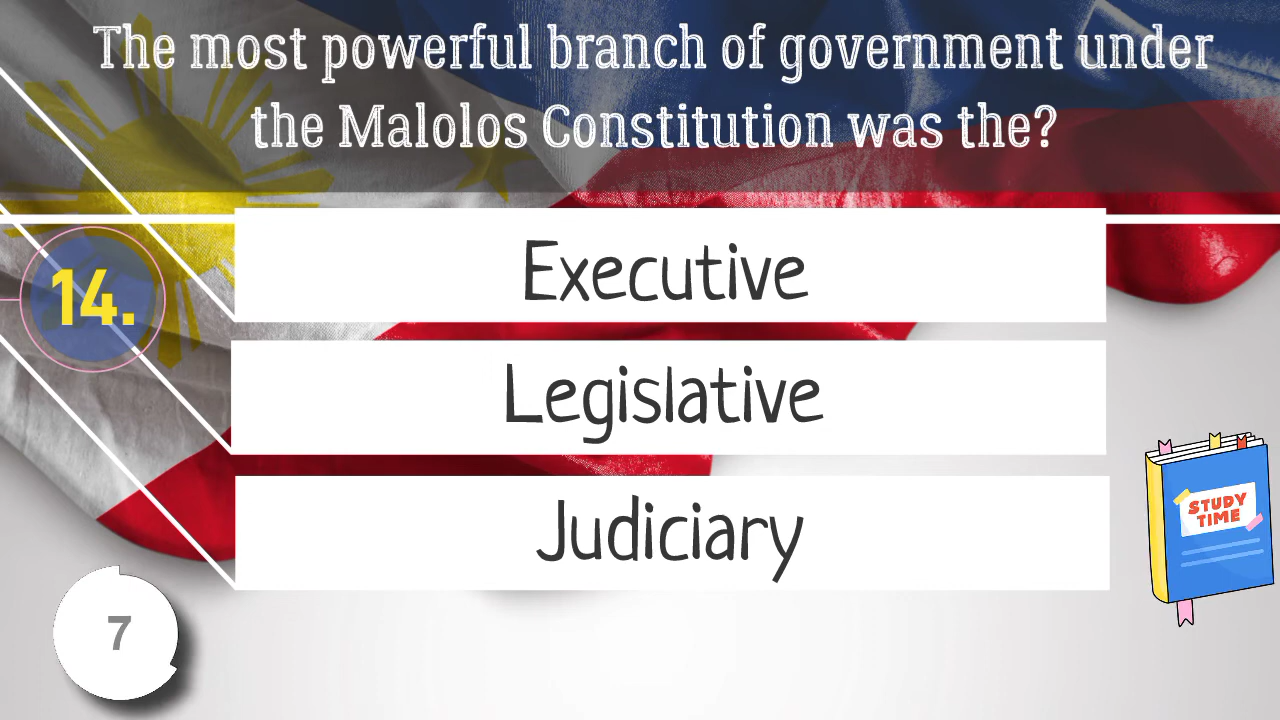 The most powerful branch of government under
the Malolos Constitution was the?
14.
Executive
Legislative
Judiciary
STUDY
TIME
7